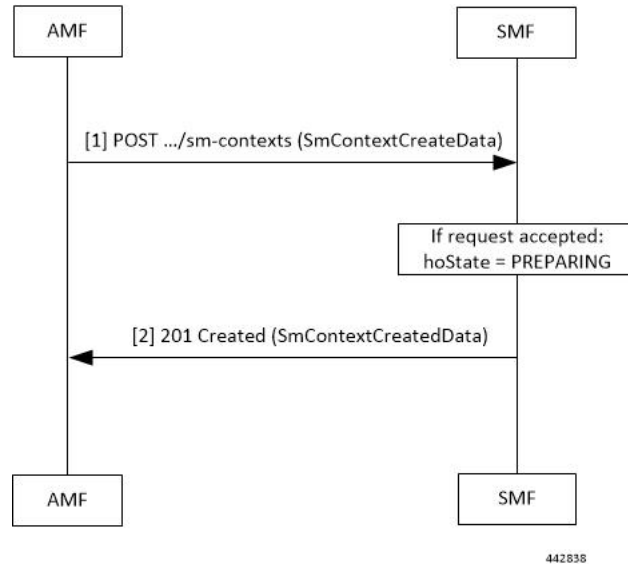 AMF
SMF
[1] POST .../sm-contexts (SmContextCreateData)
If request accepted:
hoState = PREPARING
[2] 201 Created (SmContextCreatedData)
AMF
SMF
442838